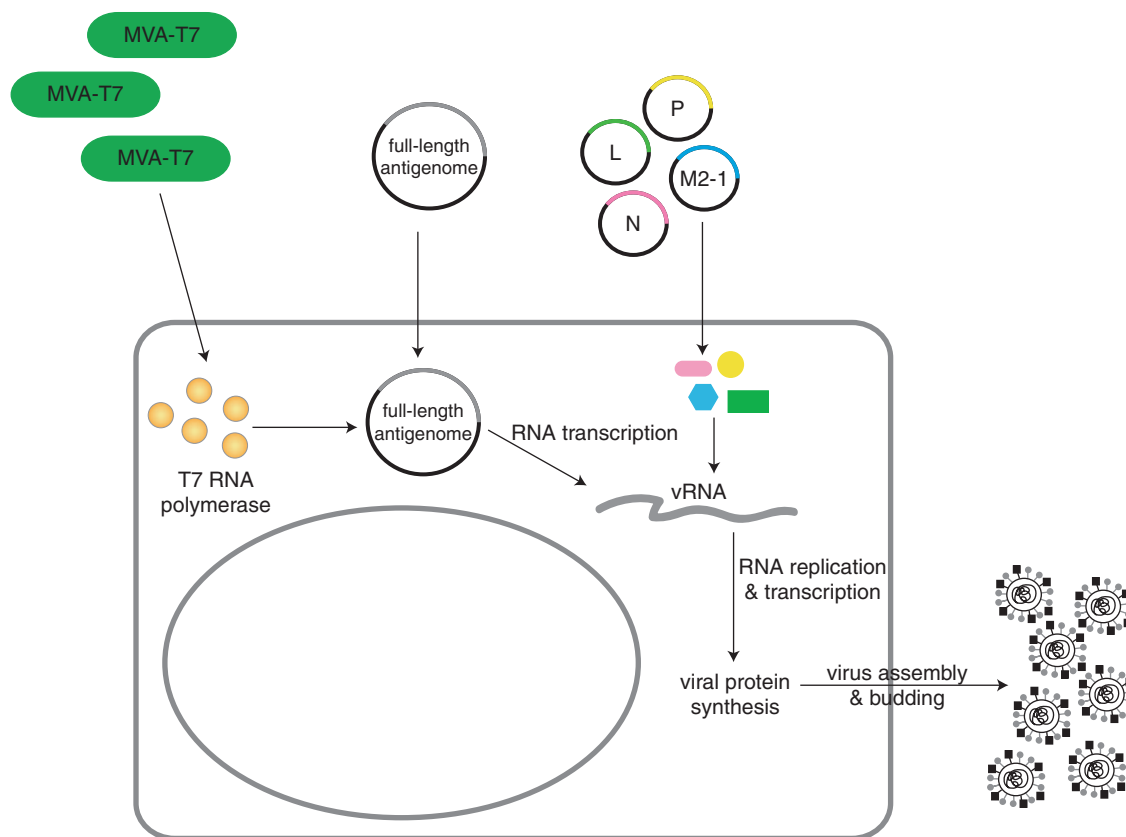 MVA-T7
MVA-T7
MVA-T7
full-length
antigenome
P
L
M2-1
N
full-length
antigenome
RNA transcription
T7 RNA
polymerase
vRNA
RNA replication
& transcription
viral protein
synthesis
virus assembly
& budding